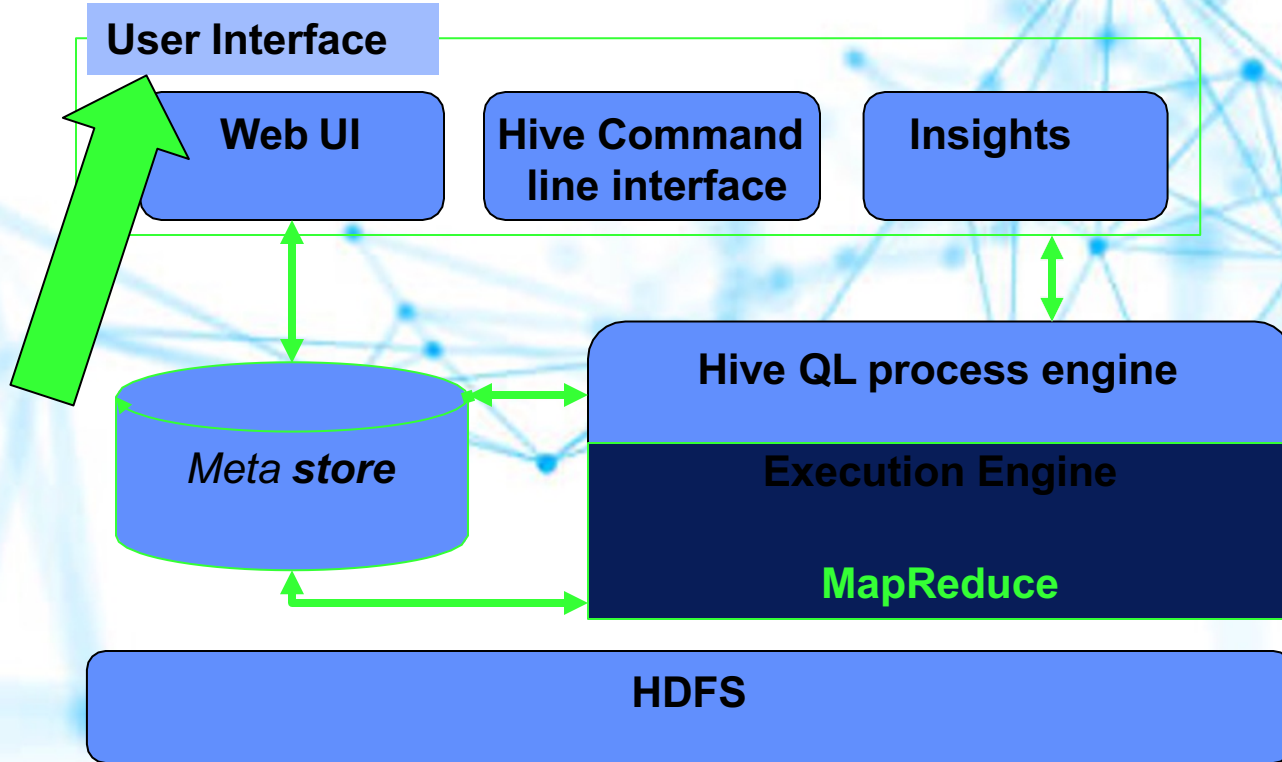 User Interface
Web UI
Hive Command
line interface
Insights
Hive QL process engine
Meta store
Execution Engine
MapReduce
HDFS